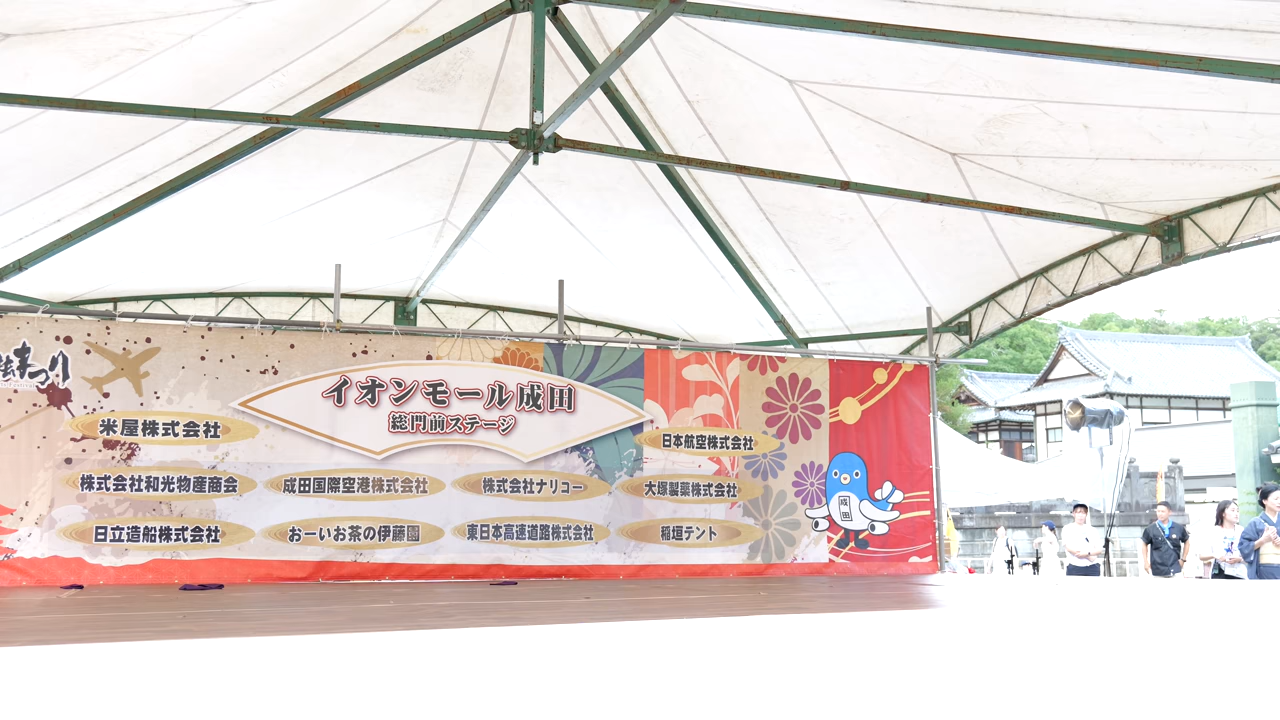 まつり
イオンモール成田
総門前ステージ
米屋株式会社
日本航空株式会社
株式会社和光物産商会
成田国際空港株式会社
株式会社ナリコー
大塚製薬株式会社
日立造船株式会社
おーいお茶の伊藤園
東日本高速道路株式会社
稲垣テント
成田